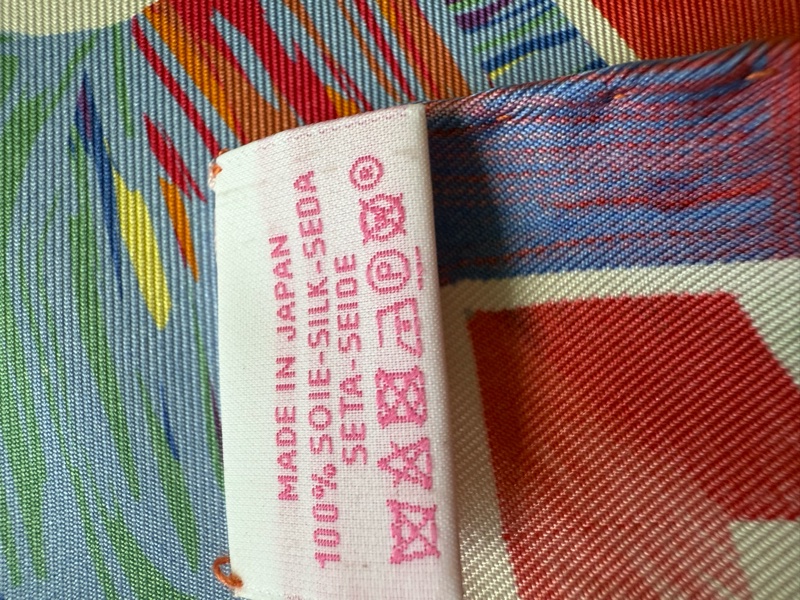 MADE IN JAPAN
100% SOIE-SILK-SEDA
SETA-SEIDE
P W ®